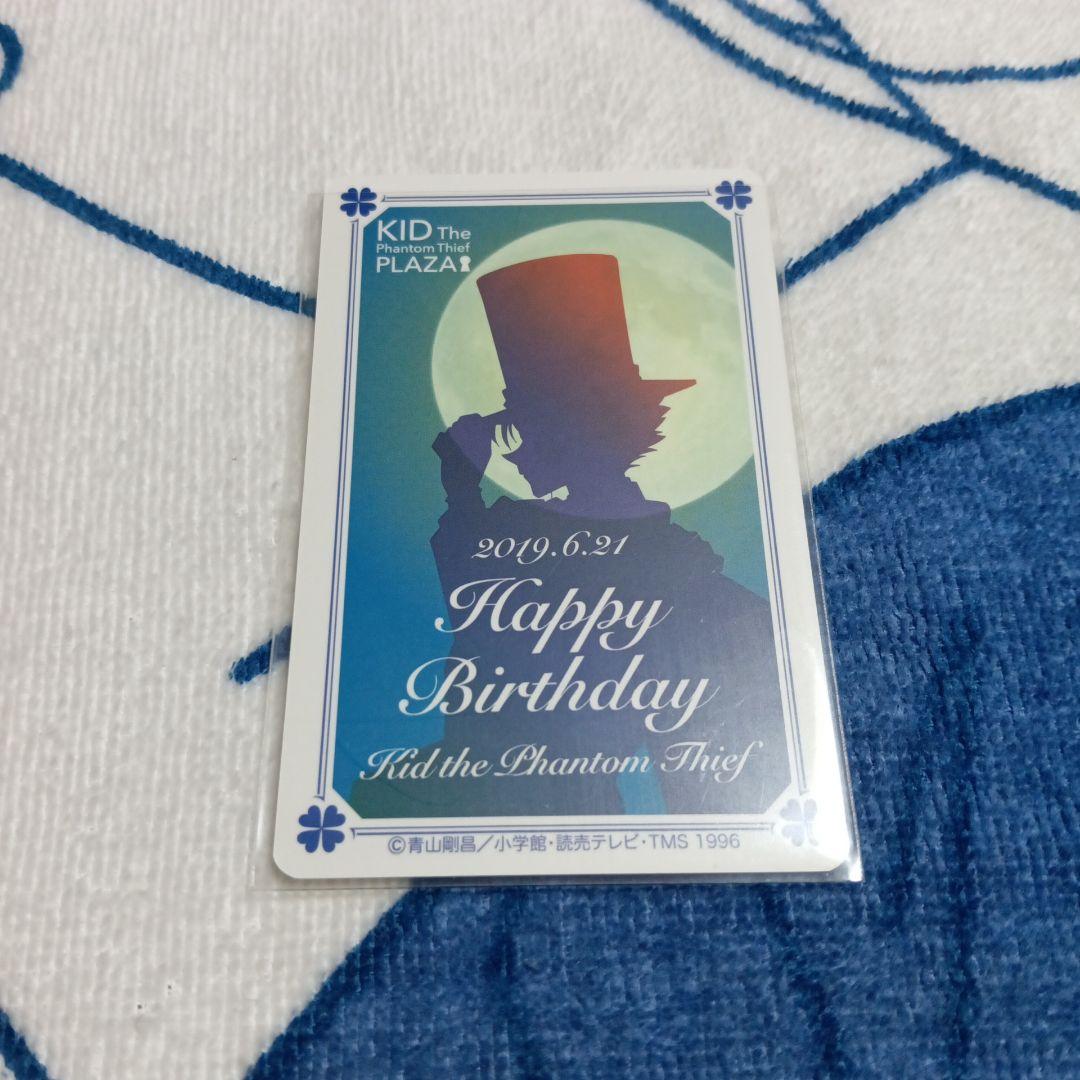 KID The
Phantom Thief
PLAZA
2019.6.21
Happy
Birthday
Kid the Phantom Thief
©青山剛昌／小学館・読売テレビ・TMS 1996